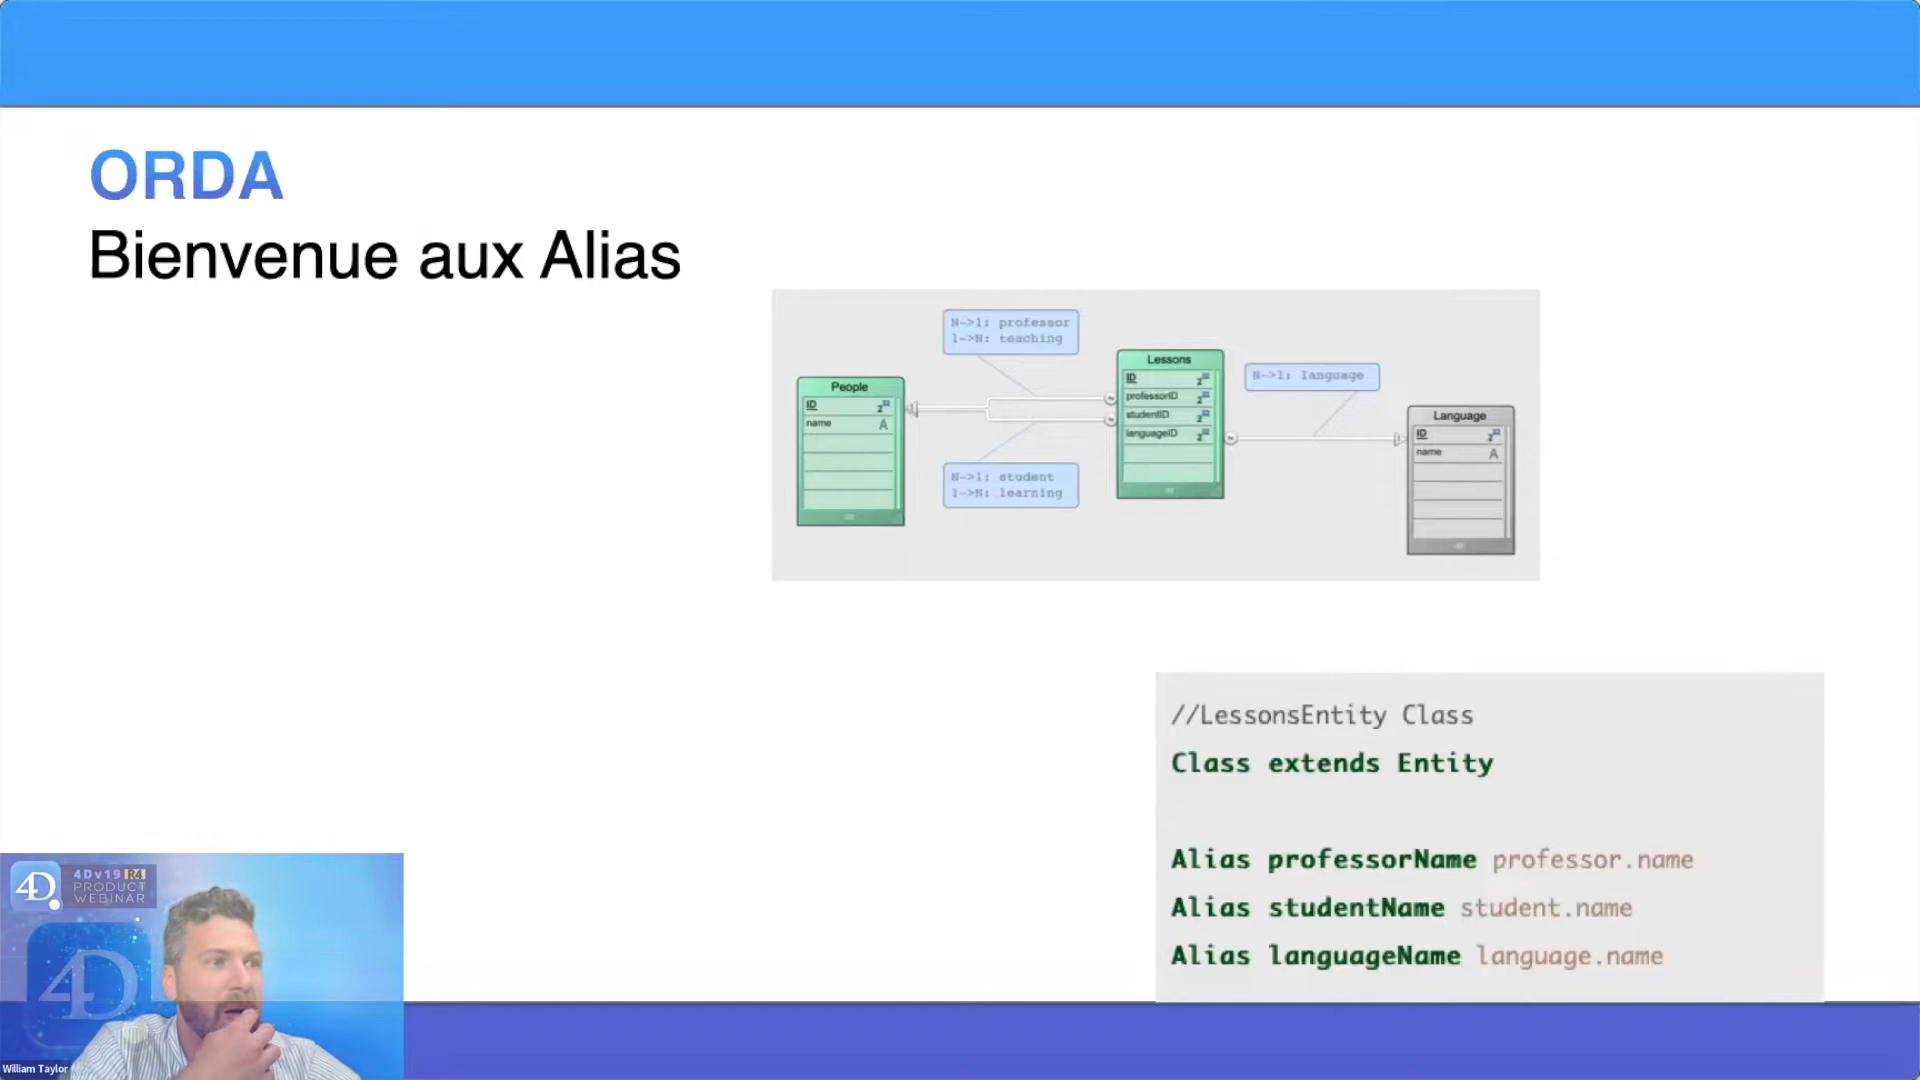 ORDA
Bienvenue aux Alias
N->1: professor
1->N: teaching
People
ID
name
A
N->1: student
1->N: learning
Lessons
ID
professorID
studentID
languageID
N->1: language
Language
ID
name
A
//LessonsEntity Class
Class extends Entity
Alias professorName professor.name
Alias studentName student.name
Alias languageName language.name
4D
4Dv19 R4
PRODUCT
WEBINAR
4D
William Taylor